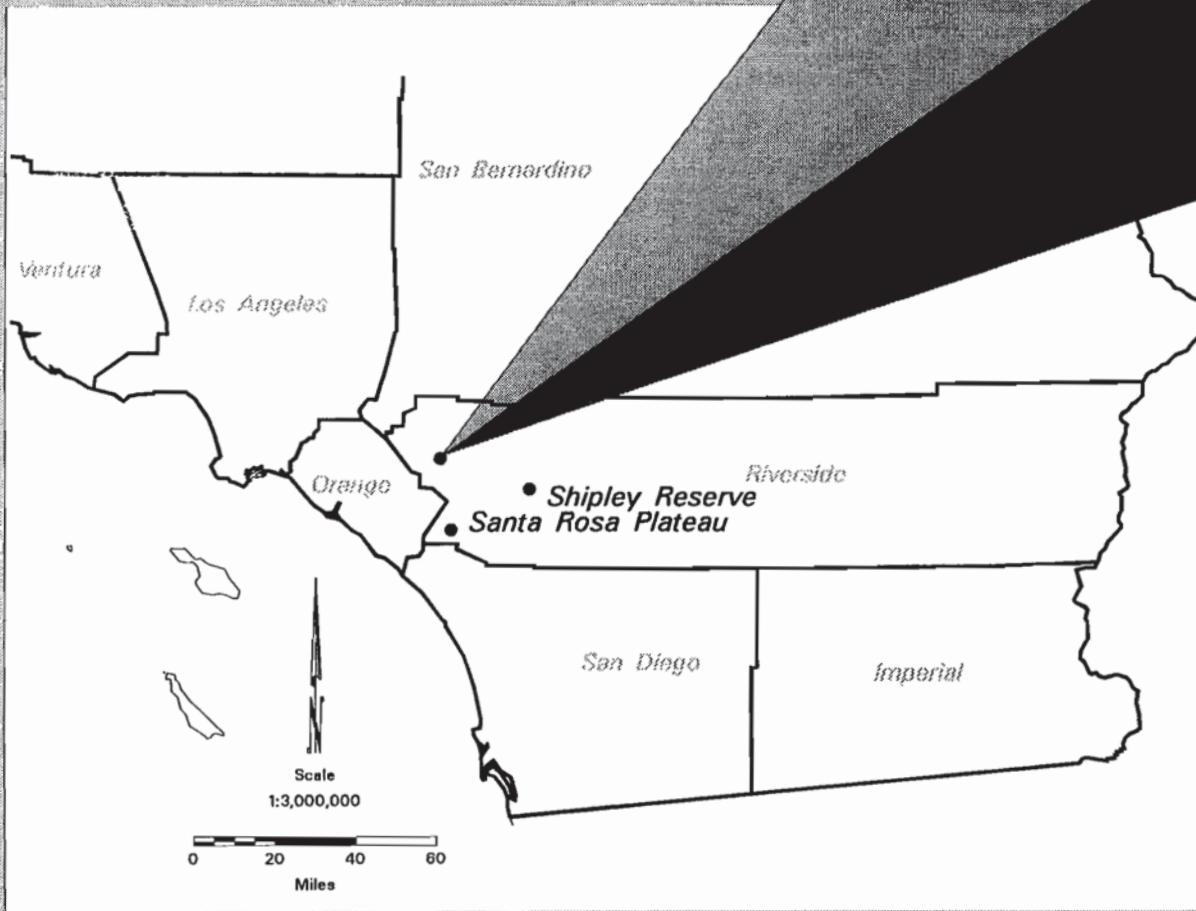 San Bernardino
Ventura
Los Angeles
Orange
Riverside
Shipley Reserve
Santa Rosa Plateau
San Diego
Imperial
Scale
1:3,000,000
0 20 40 60
Miles